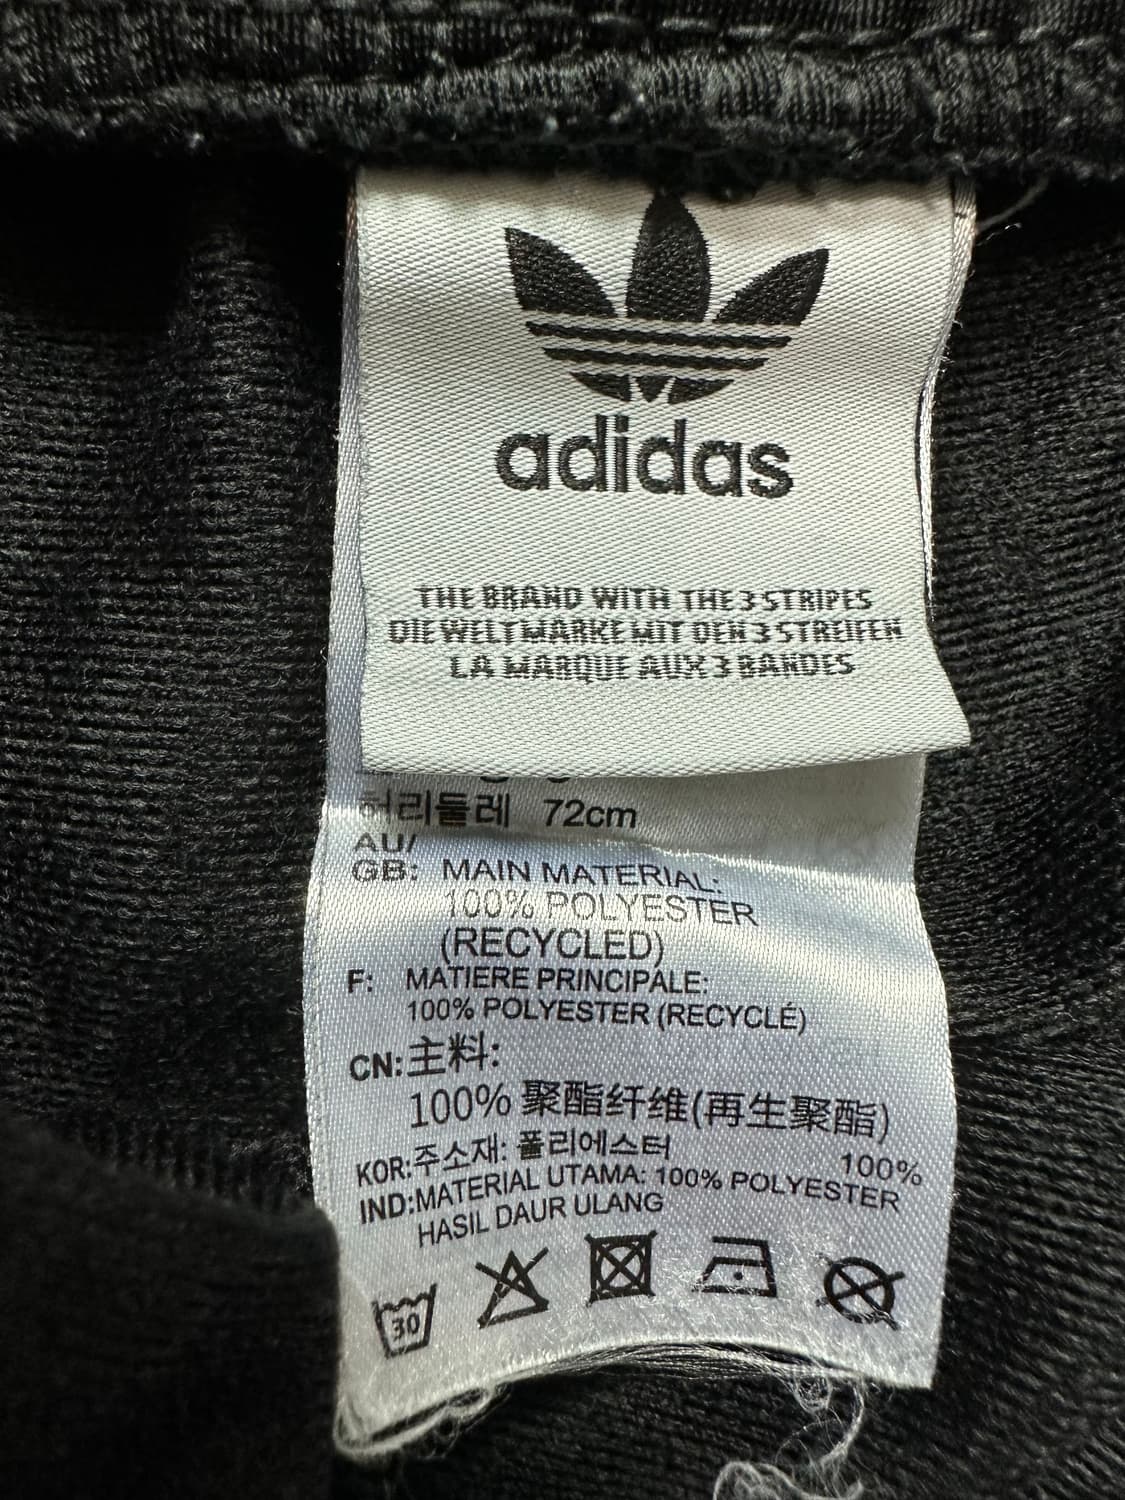 adidas
THE BRAND WITH THE 3 STRIPES
DIE WELTMARKE MIT DEN 3 STREIFEN
LA MARQUE AUX 3 BANDES
허리둘레 72cm
AU/
GB: MAIN MATERIAL:
100% POLYESTER
(RECYCLED)
F: MATIERE PRINCIPALE:
100% POLYESTER (RECYCLÉ)
CN:主料:
100% 聚酯纤维(再生聚酯)
KOR:주소재: 폴리에스터 100%
IND:MATERIAL UTAMA: 100% POLYESTER
HASIL DAUR ULANG
30